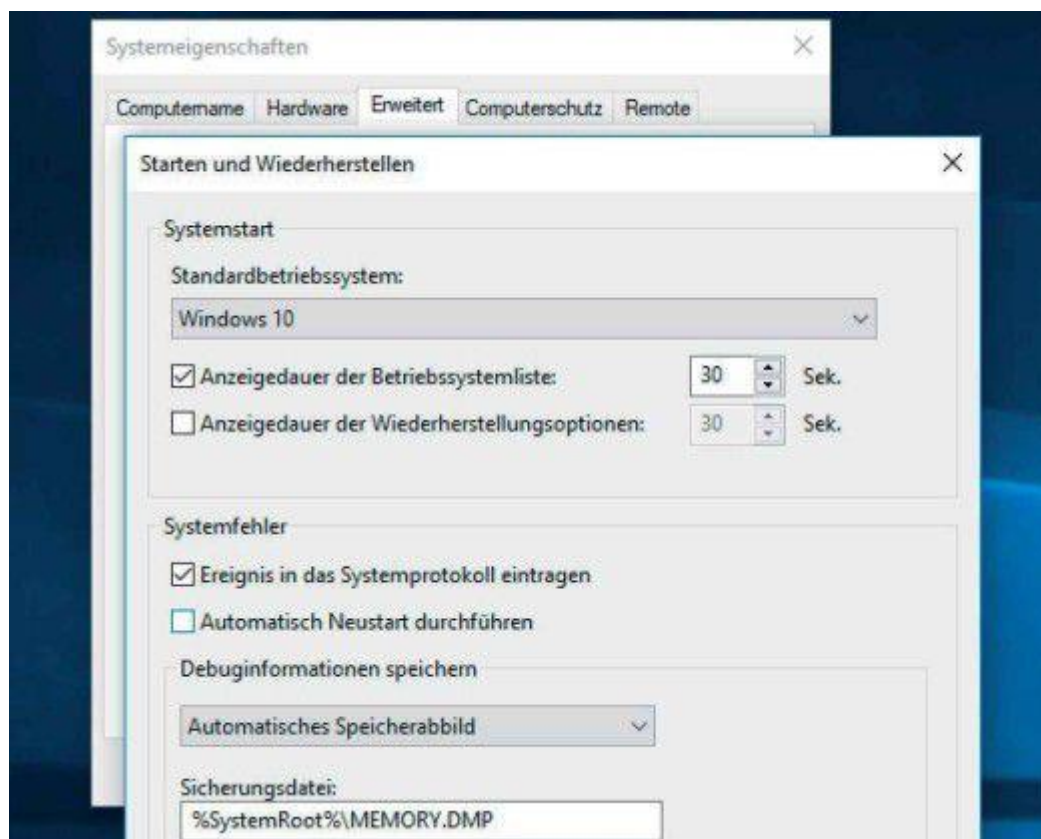 Systemeigenschaften
Computername Hardware Erweitert Computerschutz Remote
Starten und Wiederherstellen
Systemstart
Standardbetriebssystem:
Windows 10
Anzeigedauer der Betriebssystemliste: 30 Sek.
Anzeigedauer der Wiederherstellungsoptionen: 30 Sek.
Systemfehler
Ereignis in das Systemprotokoll eintragen
Automatisch Neustart durchführen
Debuginformationen speichern
Automatisches Speicherabbild
Sicherungsdatei:
%SystemRoot%\MEMORY.DMP